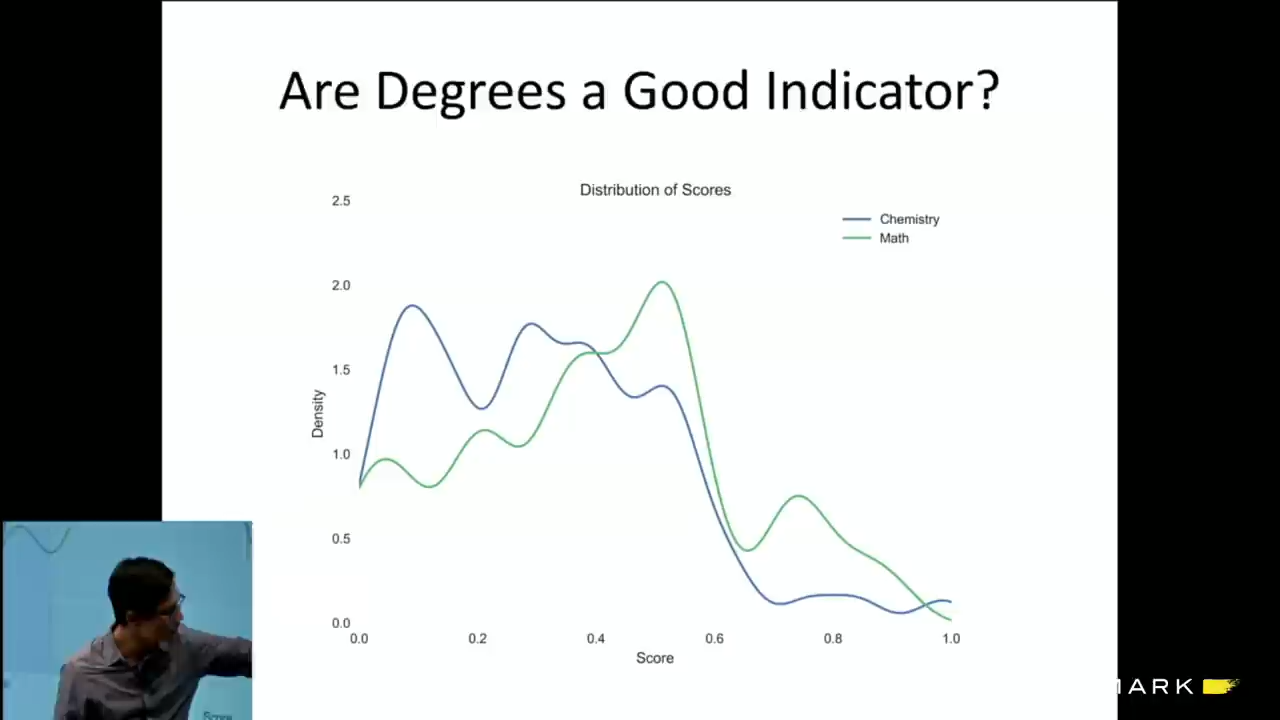 Are Degrees a Good Indicator?
Distribution of Scores
2.5
Chemistry
Math
2.0
1.5
Density
1.0
0.5
0.0
0.0 0.2 0.4 0.6 0.8 1.0
Score
Score